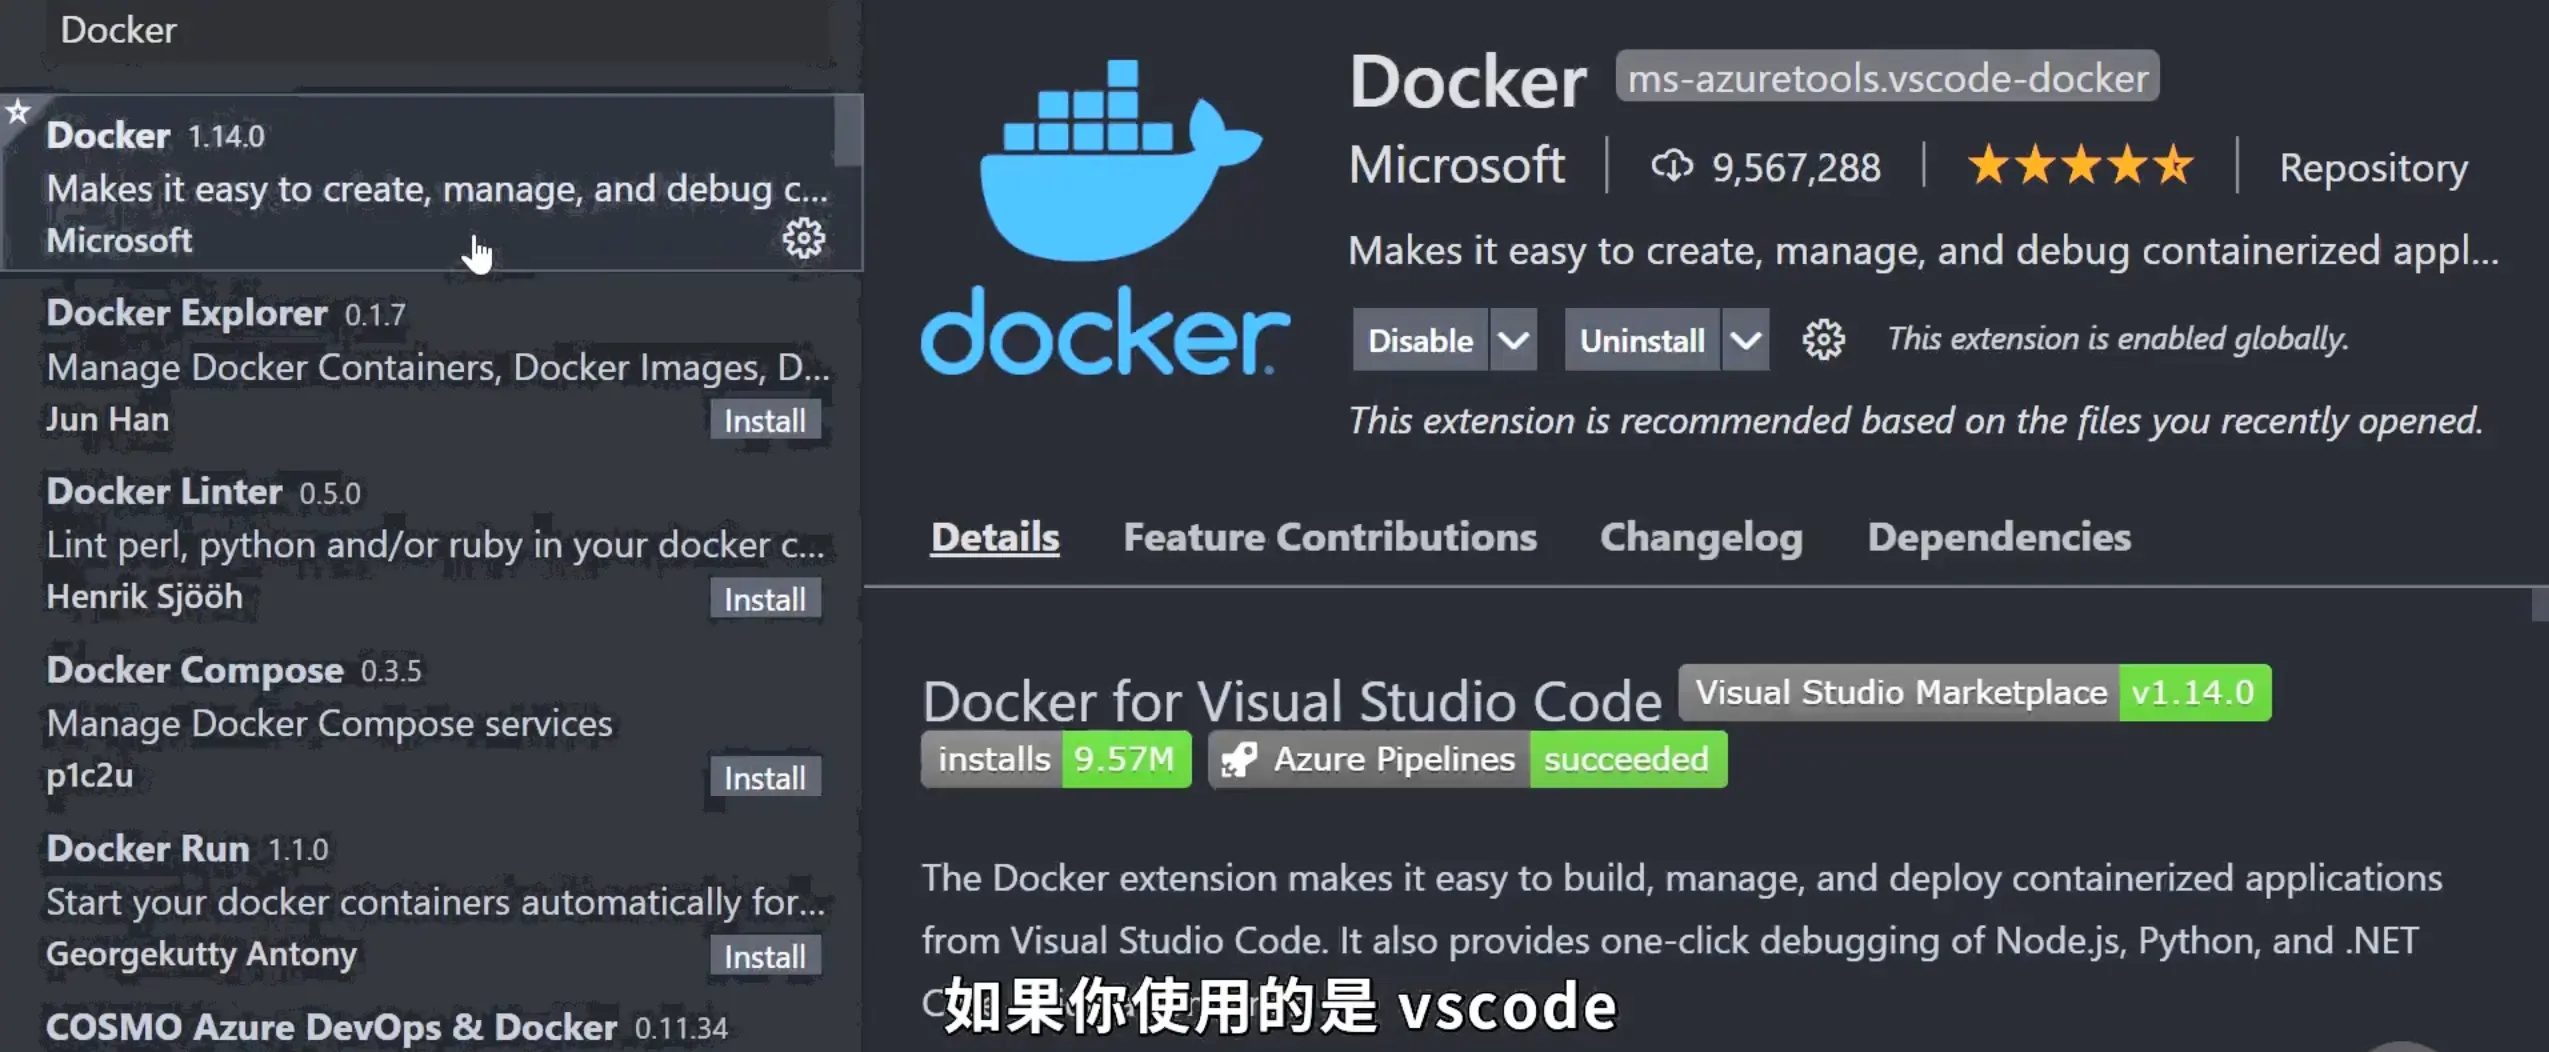 Docker
Docker 1.14.0
Makes it easy to create, manage, and debug c...
Microsoft
Docker Explorer 0.1.7
Manage Docker Containers, Docker Images, D...
Jun Han
Install
Docker Linter 0.5.0
Lint perl, python and/or ruby in your docker c...
Henrik Sjööh
Install
Docker Compose 0.3.5
Manage Docker Compose services
p1c2u
Install
Docker Run 1.1.0
Start your docker containers automatically for...
Georgekutty Antony
Install
COSMO Azure DevOps & Docker 0.11.34
docker
Docker ms-azuretools.vscode-docker
Microsoft 9,567,288 Repository
Makes it easy to create, manage, and debug containerized appl...
Disable Uninstall This extension is enabled globally.
This extension is recommended based on the files you recently opened.
Details Feature Contributions Changelog Dependencies
Docker for Visual Studio Code Visual Studio Marketplace v1.14.0
installs 9.57M Azure Pipelines succeeded
The Docker extension makes it easy to build, manage, and deploy containerized applications
from Visual Studio Code. It also provides one-click debugging of Node.js, Python, and .NET
如果你使用的是 vscode